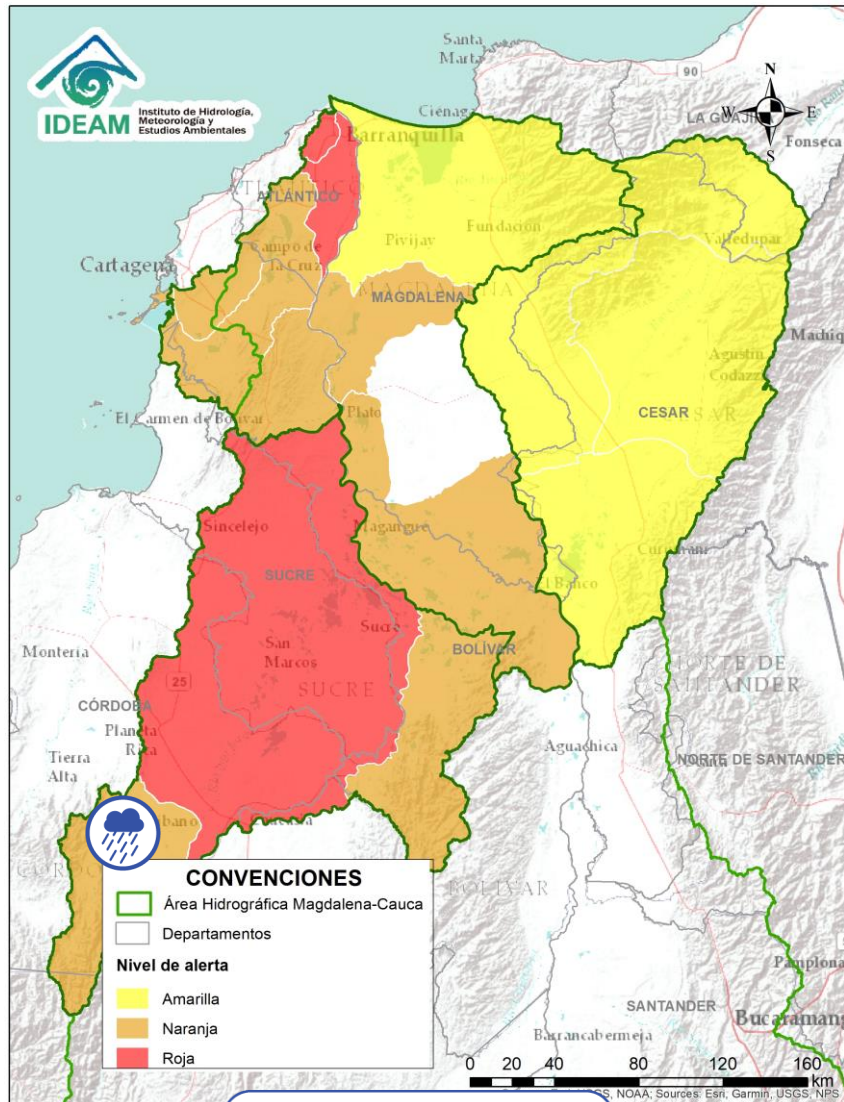 IDEAM
Instituto de Hidrología,
Meteorología y
Estudios Ambientales
Santa
Marta
90
N
W
E
S
Ciénaga
LA GUAJIRA
Fonseca
Barranquilla
ATLÁNTICO
Fundación
Valledupar
Pivijay
Campo de
la Cruz
Cartagena
MAGDALENA
MAGDALENA
Agustín
Codazzi
CESAR
El Carmen de Bolívar
Plato
Sincelejo
Magangue
SUCRE
El Banco
Sucre
San
Marcos
BOLÍVAR
Montería
25
SUCRE
NORTE DE
SANTANDER
CÓRDOBA
Planeta
Rica
Tierra
Alta
Aguachica
NORTE DE SANTANDER
BOLÍVAR
CONVENCIONES
Área Hidrográfica Magdalena-Cauca
Departamentos
Nivel de alerta
Amarilla
Naranja
Roja
Pamplona
SANTANDER
Bucaramang
Barrancabermeja
0 20 40 80 120 160
km
NOAA; Sources: Esri, Garmin, USGS, NPS